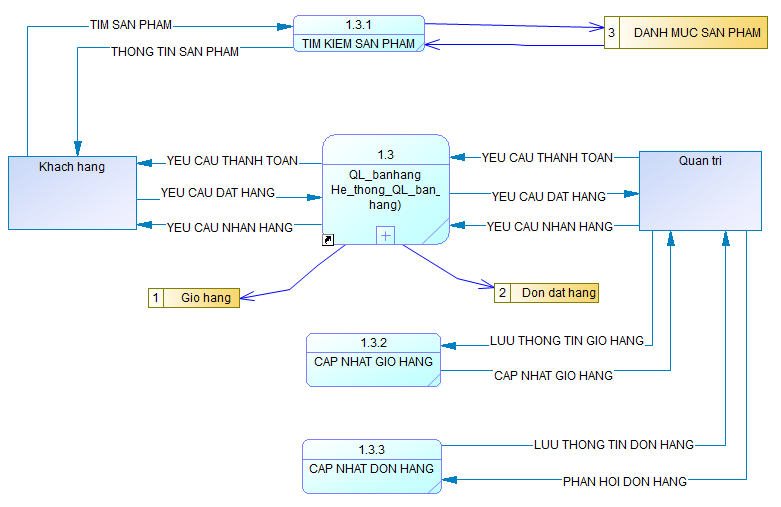 TIM SAN PHAM
1.3.1
TIM KIEM SAN PHAM
3 DANH MUC SAN PHAM
THONG TIN SAN PHAM
Khach hang
YEU CAU THANH TOAN
YEU CAU DAT HANG
YEU CAU NHAN HANG
1.3
QL_banhang
He_thong_QL_ban_
hang)
YEU CAU THANH TOAN
YEU CAU DAT HANG
YEU CAU NHAN HANG
Quan tri
1 Gio hang
2 Don dat hang
1.3.2
CAP NHAT GIO HANG
LUU THONG TIN GIO HANG
CAP NHAT GIO HANG
1.3.3
CAP NHAT DON HANG
LUU THONG TIN DON HANG
PHAN HOI DON HANG